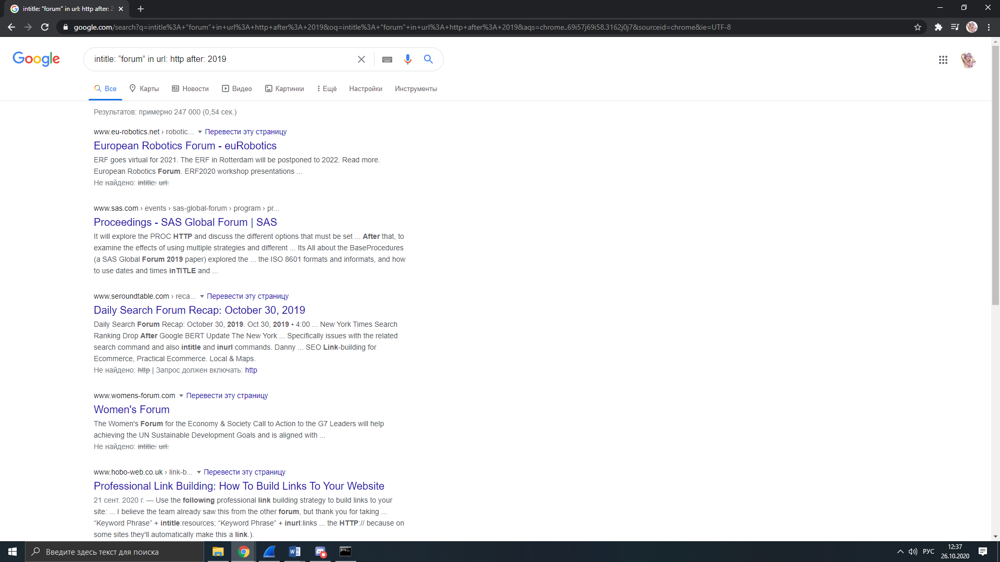 intitle: “forum” in url: http after: 2
google.com/search?q=intitle%3A+“forum”+in+url%3A+http+after%3A+2019&oq=intitle%3A+“forum”+in+url%3A+http+after%3A+2019&aqs=chrome..69i57j69i58.3162j0j7&sourceid=chrome&ie=UTF-8
Google
intitle: “forum” in url: http after: 2019
Все Карты Новости Видео Картинки Ещё Настройки Инструменты
Результатов: примерно 247 000 (0,54 сек.)
www.eu-robotics.net › robotic... Перевести эту страницу
European Robotics Forum - euRobotics
ERF goes virtual for 2021. The ERF in Rotterdam will be postponed to 2022. Read more.
European Robotics Forum. ERF2020 workshop presentations ...
Не найдено: intitle: url:
www.sas.com › events › sas-global-forum › program › pr...
Proceedings - SAS Global Forum | SAS
It will explore the PROC HTTP and discuss the different options that must be set ... After that, to
examine the effects of using multiple strategies and different ... Its All about the BaseProcedures
(a SAS Global Forum 2019 paper) explored the ... the ISO 8601 formats and informats, and how
to use dates and times inTITLE and ...
www.seroundtable.com › reca... Перевести эту страницу
Daily Search Forum Recap: October 30, 2019
Daily Search Forum Recap: October 30, 2019. Oct 30, 2019 • 4:00 ... New York Times Search
Ranking Drop After Google BERT Update The New York ... Specifically issues with the related
search command and also intitle and inurl commands. Danny ... SEO Link-building for
Ecommerce, Practical Ecommerce. Local & Maps.
Не найдено: http | Запрос должен включать: http
www.womens-forum.com Перевести эту страницу
Women's Forum
The Women's Forum for the Economy & Society Call to Action to the G7 Leaders will help
achieving the UN Sustainable Development Goals and is aligned with ...
Не найдено: intitle: url:
www.hobo-web.co.uk › link-b... Перевести эту страницу
Professional Link Building: How To Build Links To Your Website
21 сент. 2020 г. — Use the following professional link building strategy to build links to your
site: ... I believe the team already saw this from the other forum, but thank you for taking ...
“Keyword Phrase” + intitle:resources; “Keyword Phrase” + inurl:links ... the HTTP:// because on
some sites they'll automatically make this a link.).
Введите здесь текст для поиска
РУС
12:37
26.10.2020